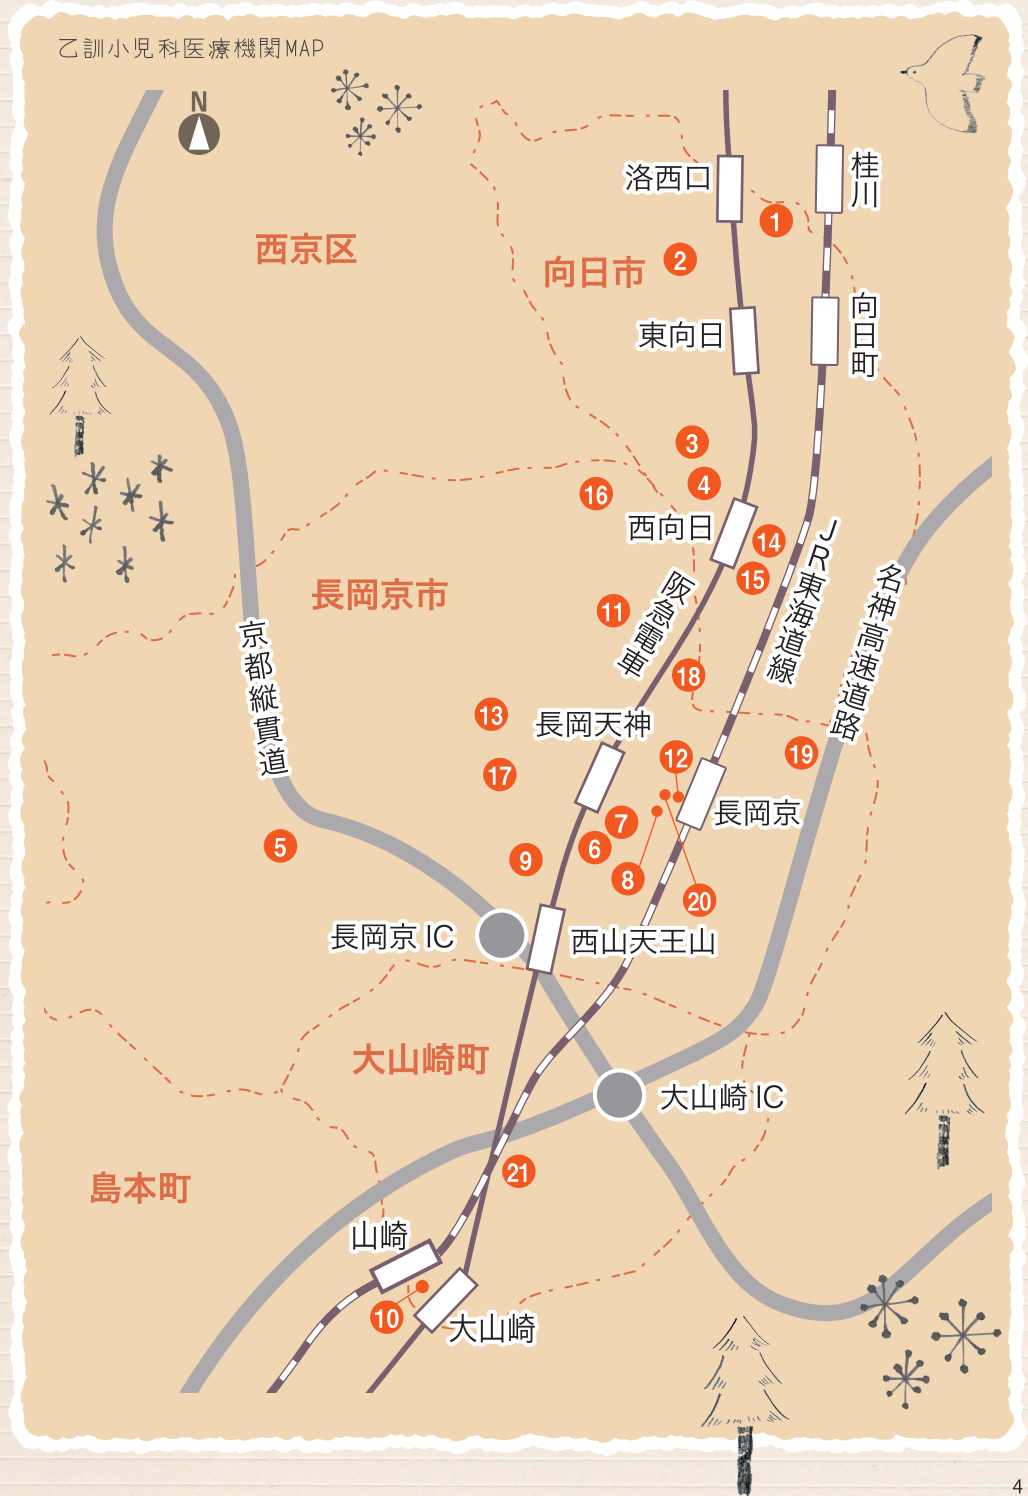 乙訓小児科医療機関MAP
N
洛西口
桂川
1
西京区
2
向日市
東向日
向日町
3
4
16
西向日
14
JR東海道線
15
名神高速道路
長岡京市
阪急電車
11
京都縦貫道
18
13
長岡天神
12
19
17
長岡京
7
5
6
9
8
20
長岡京 IC
西山天王山
大山崎町
大山崎 IC
21
島本町
山崎
10
大山崎
4